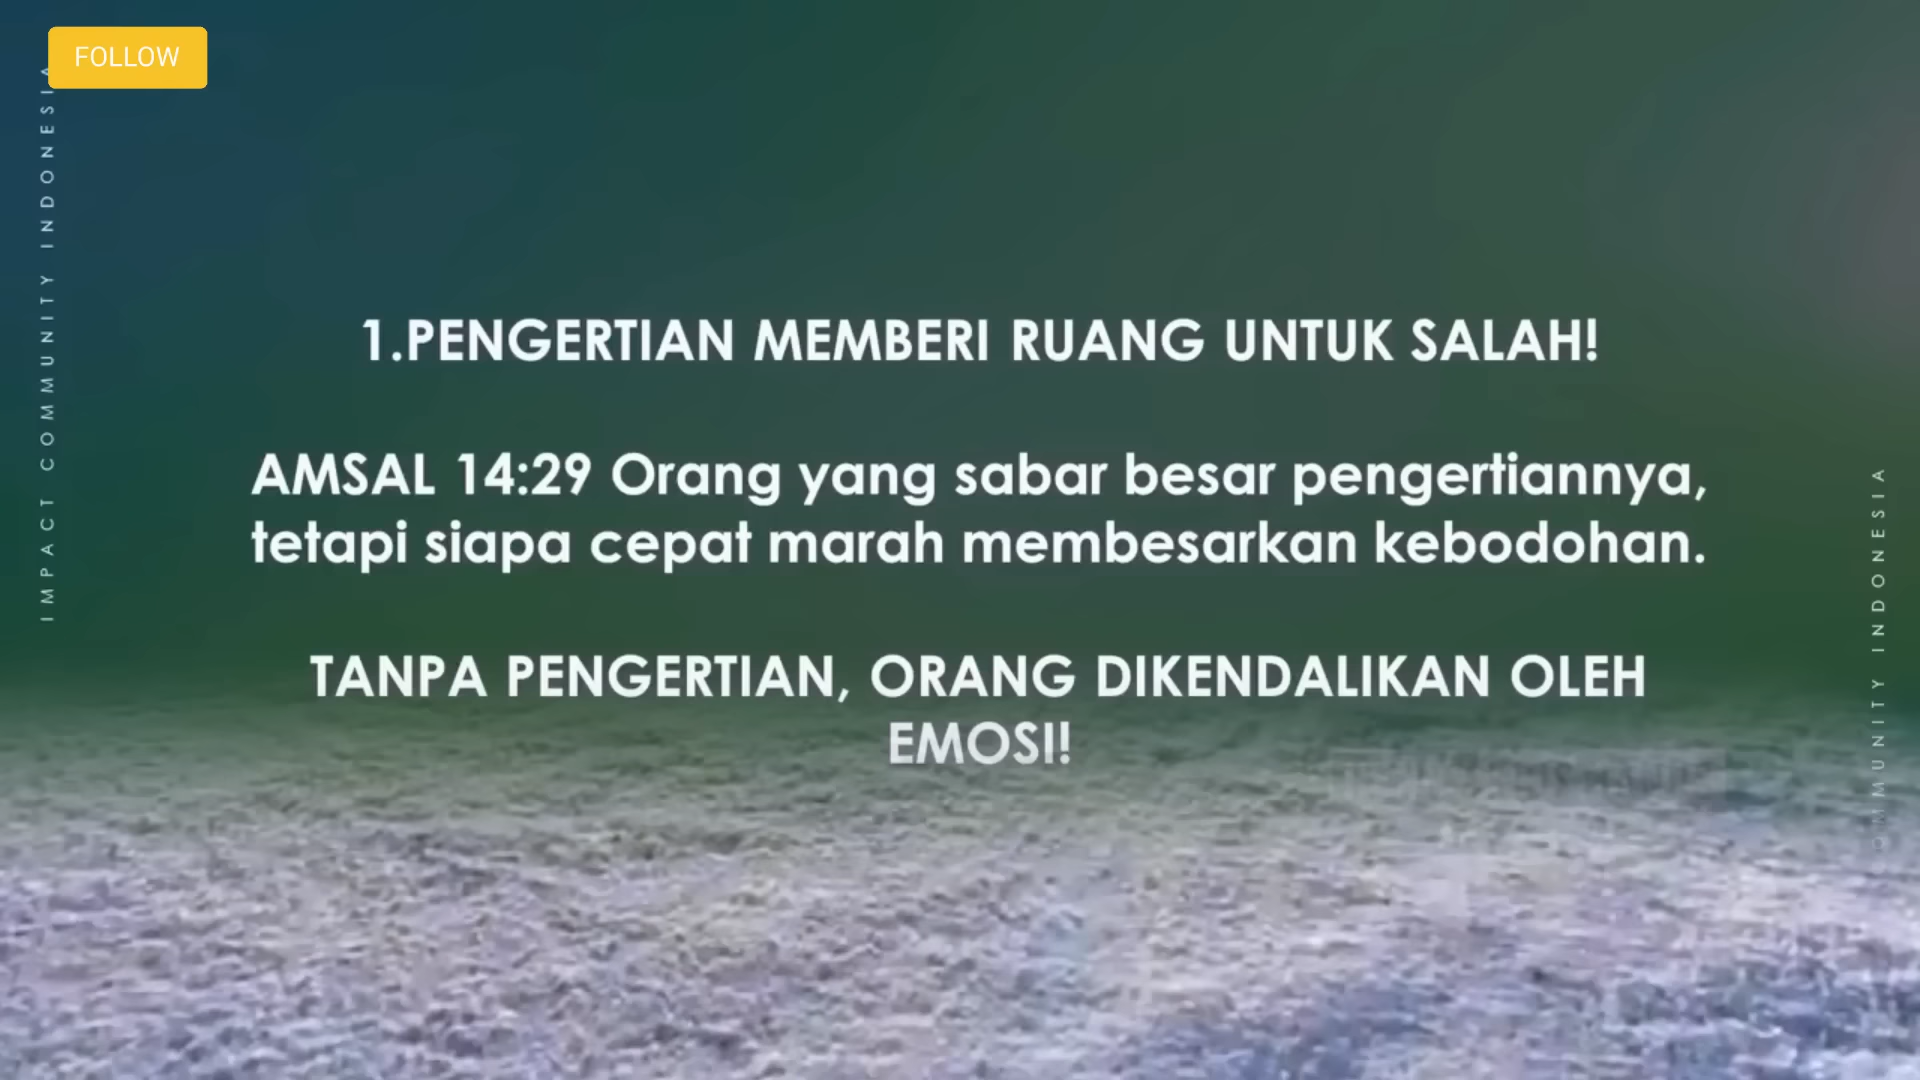 FOLLOW
IMPACT COMMUNITY INDONESIA
1.PENGERTIAN MEMBERI RUANG UNTUK SALAH!
AMSAL 14:29 Orang yang sabar besar pengertiannya,
tetapi siapa cepat marah membesarkan kebodohan.
TANPA PENGERTIAN, ORANG DIKENDALIKAN OLEH
EMOSI!
COMMUNITY INDONESIA